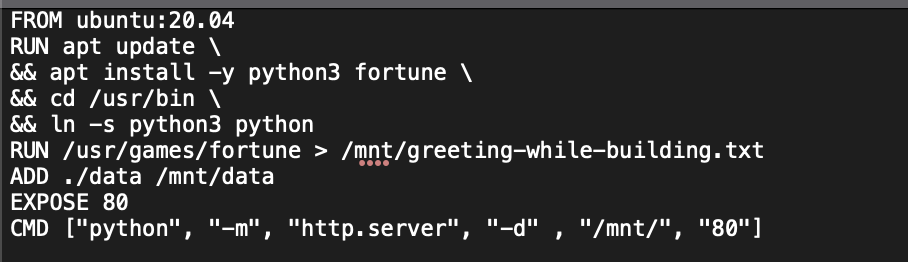 FROM ubuntu:20.04
RUN apt update \
&& apt install -y python3 fortune \
&& cd /usr/bin \
&& ln -s python3 python
RUN /usr/games/fortune > /mnt/greeting-while-building.txt
ADD ./data /mnt/data
EXPOSE 80
CMD ["python", "-m", "http.server", "-d" , "/mnt/", "80"]